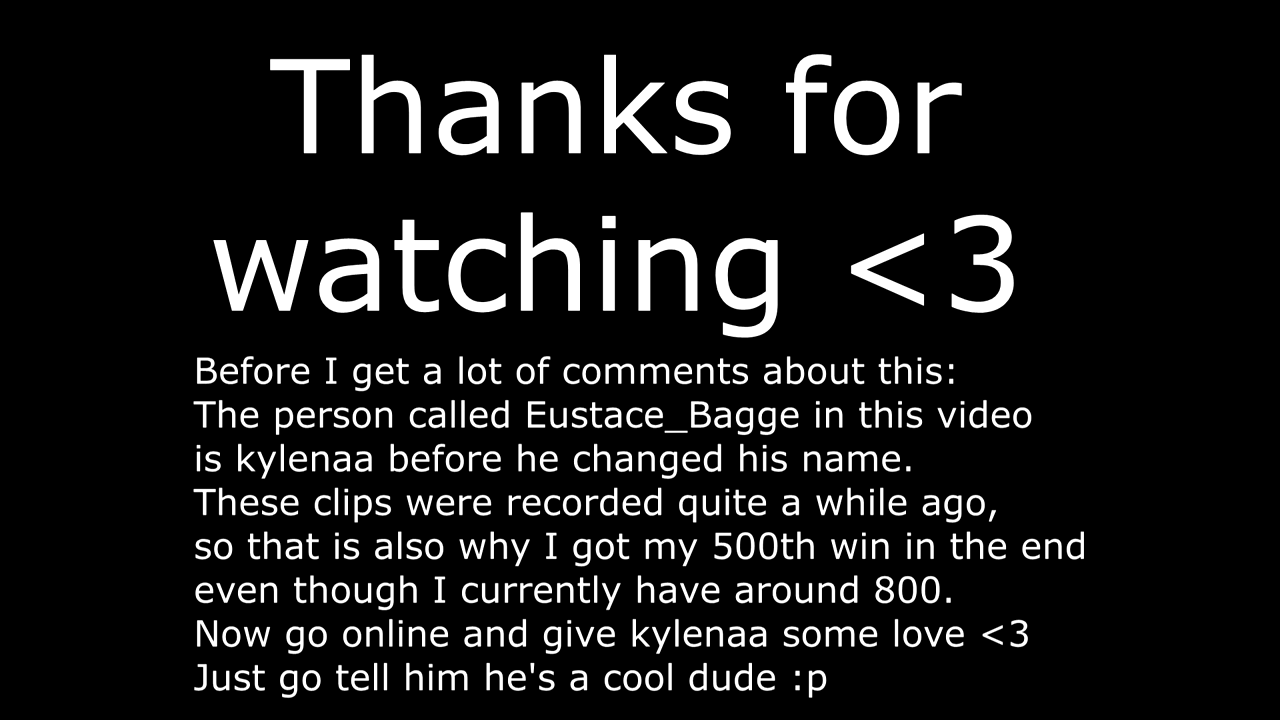 Thanks for
watching <3
Before I get a lot of comments about this:
The person called Eustace_Bagge in this video
is kylenaa before he changed his name.
These clips were recorded quite a while ago,
so that is also why I got my 500th win in the end
even though I currently have around 800.
Now go online and give kylenaa some love <3
Just go tell him he's a cool dude :p